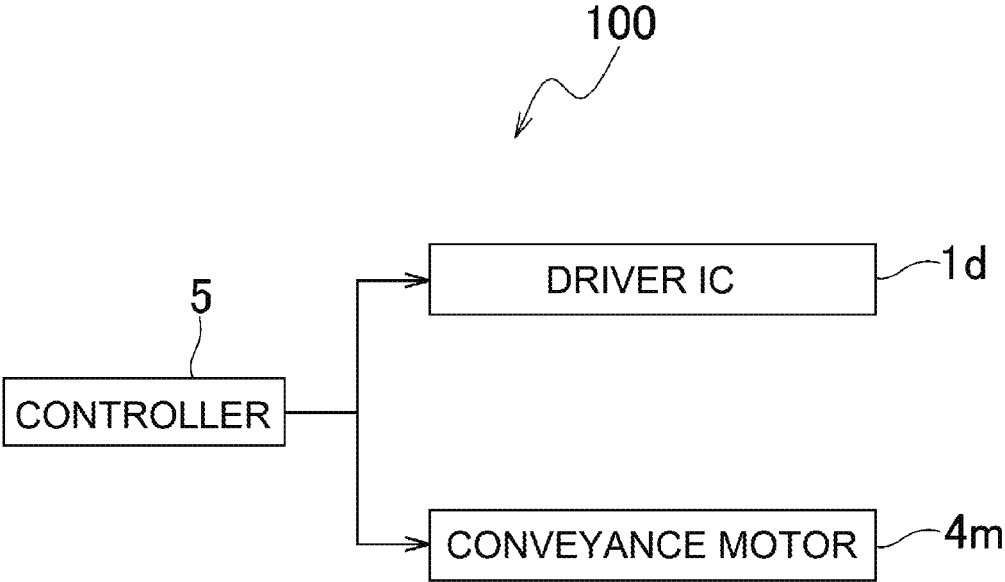 100
DRIVER IC
1d
5
CONTROLLER
CONVEYANCE MOTOR
4m